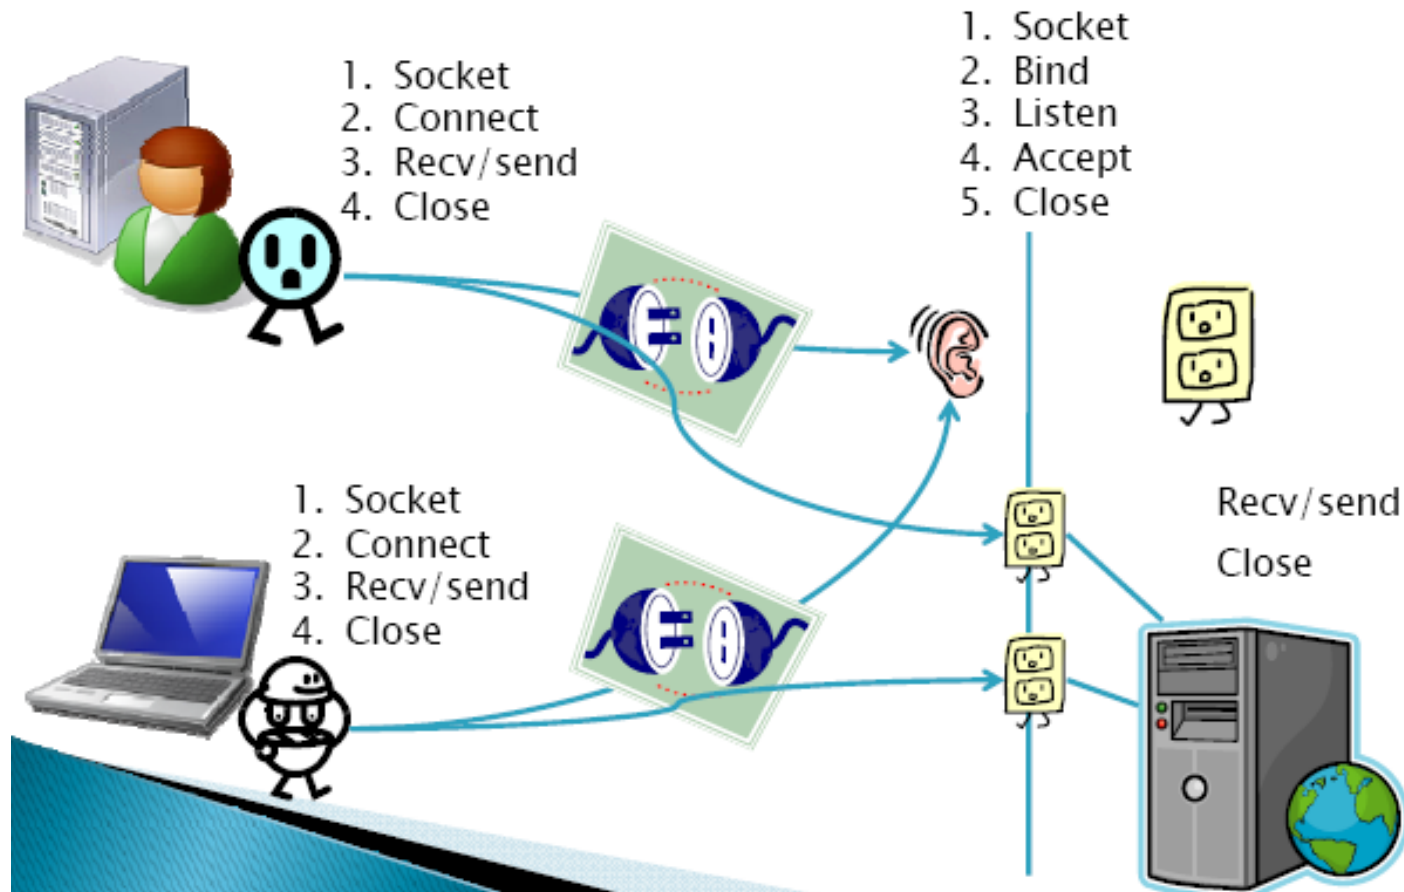 1. Socket
2. Connect
3. Recv/send
4. Close
1. Socket
2. Bind
3. Listen
4. Accept
5. Close
1. Socket
2. Connect
3. Recv/send
4. Close
Recv/send
Close